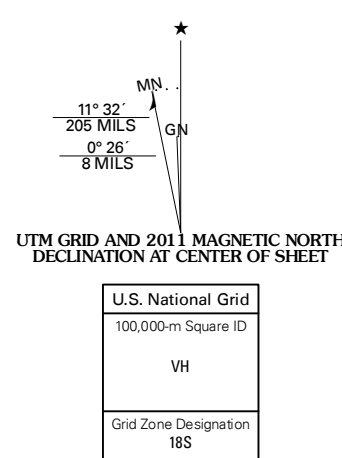 ★
MN
11° 32´
205 MILS
GN
0° 26´
8 MILS
UTM GRID AND 2011 MAGNETIC NORTH
DECLINATION AT CENTER OF SHEET
U.S. National Grid
100,000-m Square ID
VH
Grid Zone Designation
18S